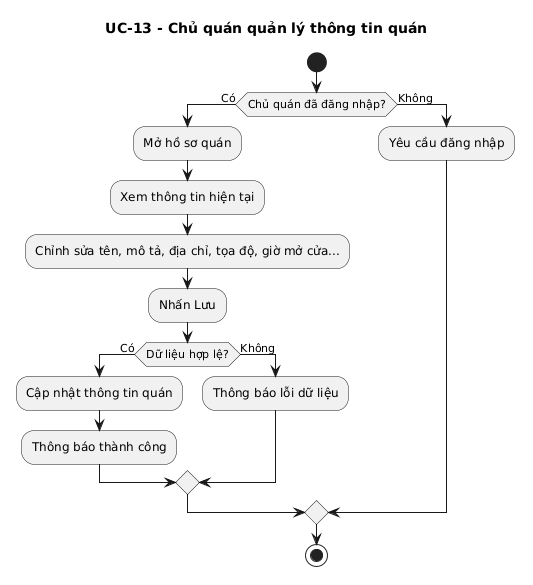 UC-13 - Chủ quán quản lý thông tin quán
Chủ quán đã đăng nhập?
Có
Không
Mở hồ sơ quán
Yêu cầu đăng nhập
Xem thông tin hiện tại
Chỉnh sửa tên, mô tả, địa chỉ, tọa độ, giờ mở cửa...
Nhấn Lưu
Dữ liệu hợp lệ?
Có
Không
Cập nhật thông tin quán
Thông báo lỗi dữ liệu
Thông báo thành công